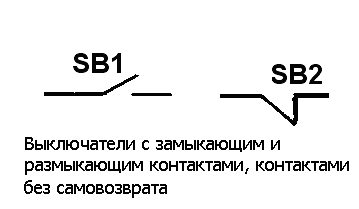 SB1 SB2
Выключатели с замыкающим и
размыкающим контактами, контактами
без самовозврата